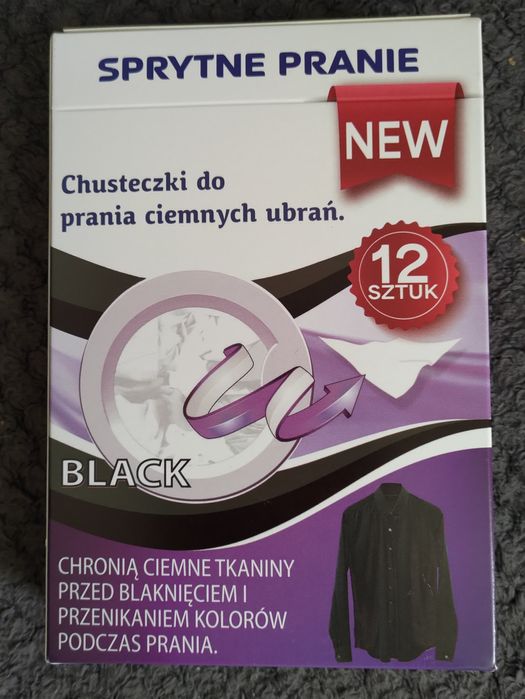 SPRYTNE PRANIE
NEW
Chusteczki do
prania ciemnych ubrań.
12
SZTUK
BLACK
CHRONIĄ CIEMNE TKANINY
PRZED BLAKNIĘCIEM I
PRZENIKANIEM KOLORÓW
PODCZAS PRANIA.